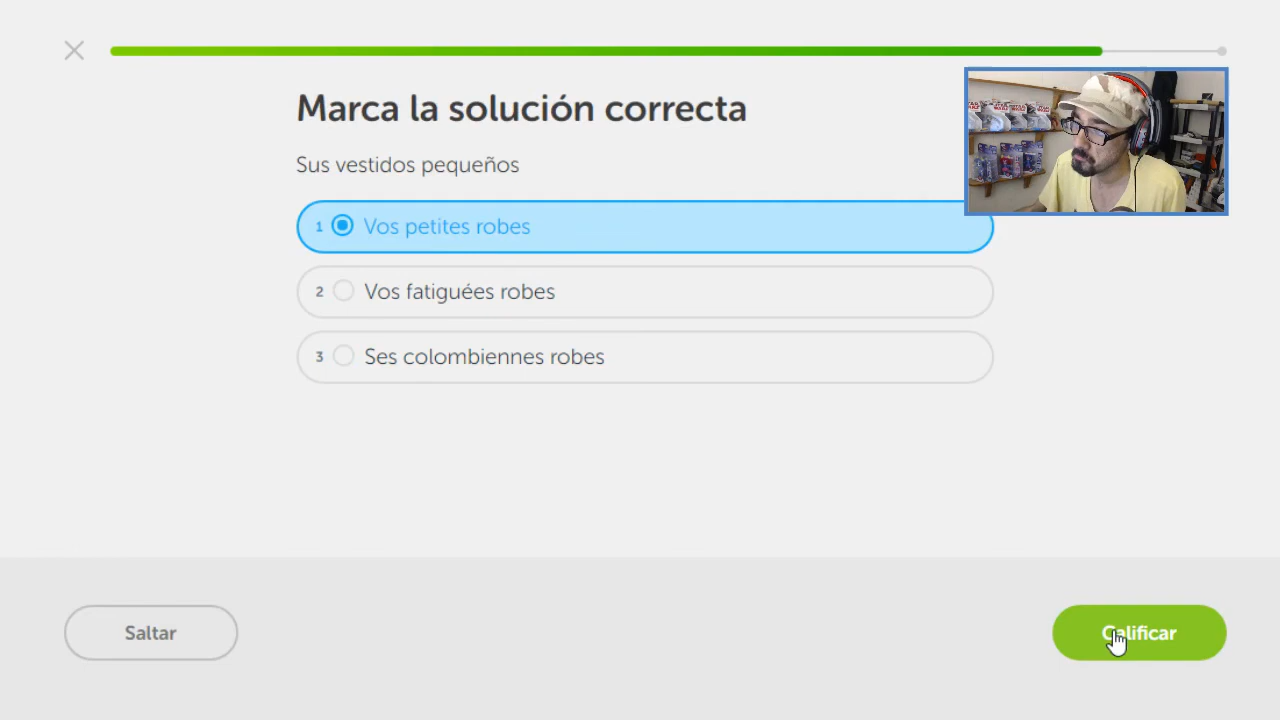 Marca la solución correcta
Sus vestidos pequeños
1 Vos petites robes
2 Vos fatiguées robes
3 Ses colombiennes robes
Saltar
Calificar